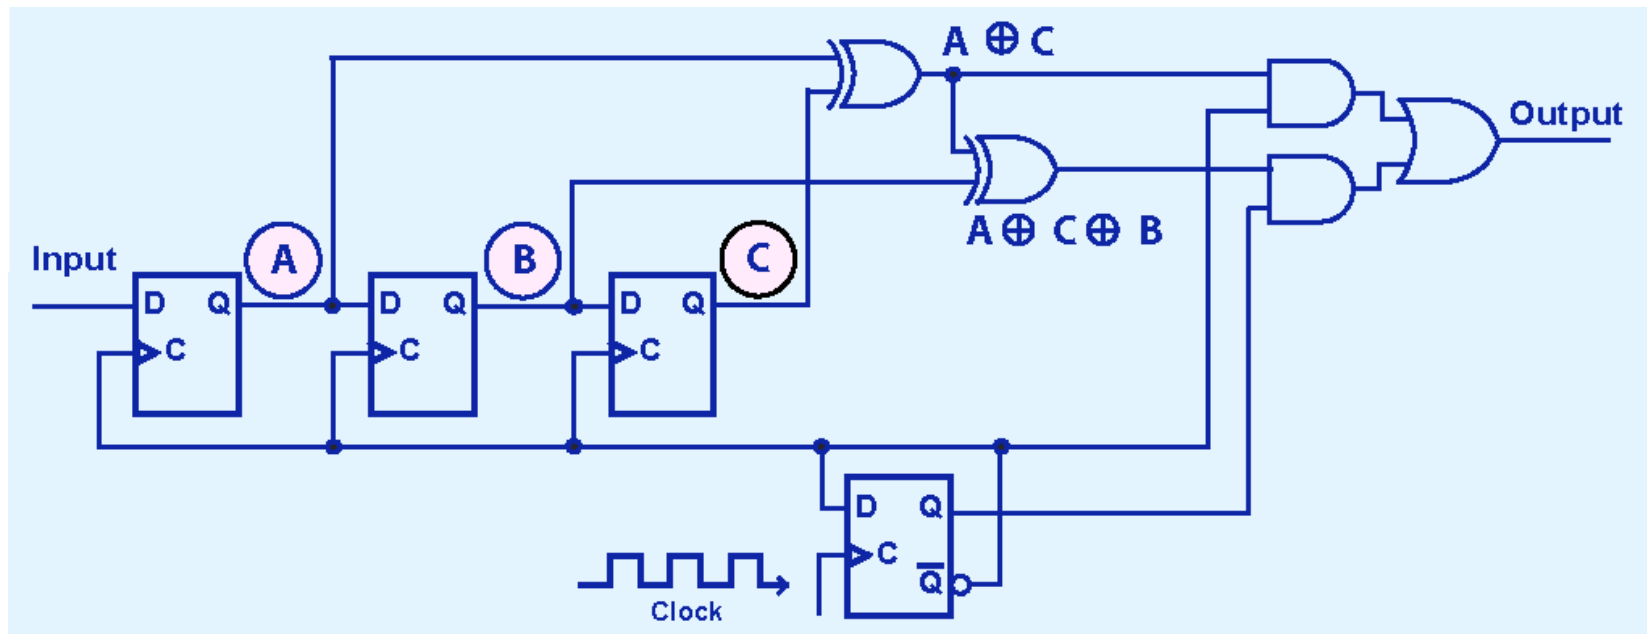 A ⊕ C
Output
A ⊕ C ⊕ B
Input
A
B
C
D Q
C
D Q
C
D Q
C
D Q
C
Q̅
Clock